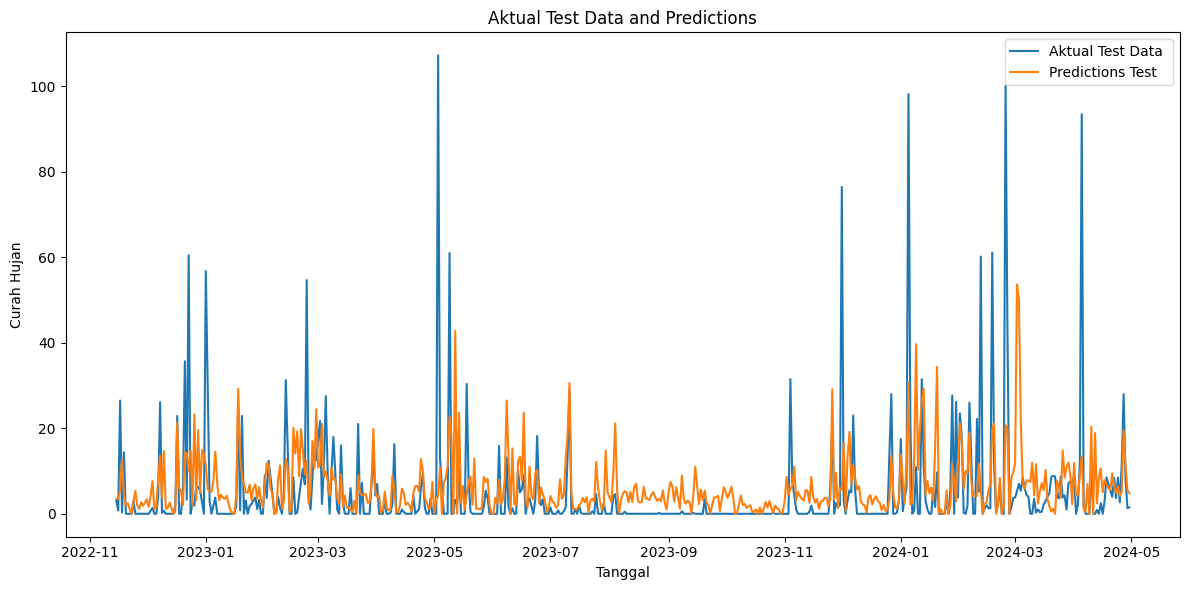 Aktual Test Data and Predictions
Aktual Test Data
Predictions Test
Curah Hujan
100
80
60
40
20
0
2022-11 2023-01 2023-03 2023-05 2023-07 2023-09 2023-11 2024-01 2024-03 2024-05
Tanggal